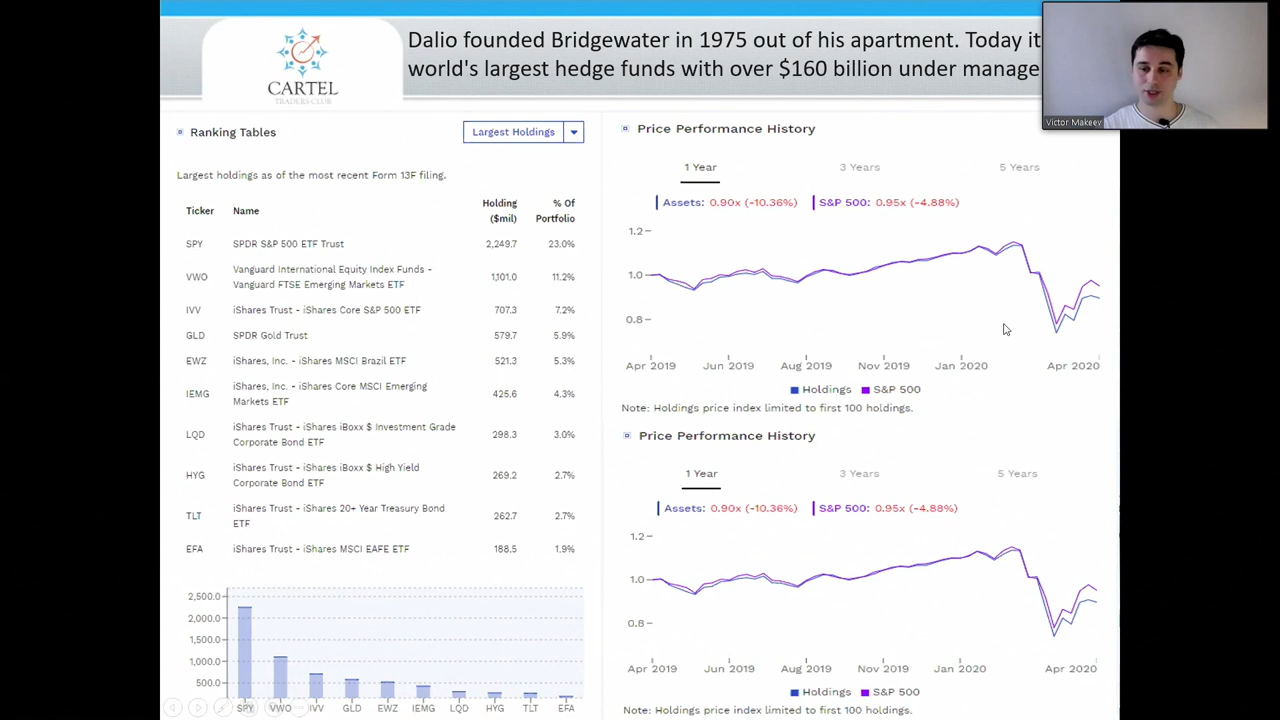 Dalio founded Bridgewater in 1975 out of his apartment. Today it
world's largest hedge funds with over $160 billion under manage
CARTEL
TRADERS CLUB
Victor Makeev
Ranking Tables
Largest Holdings
Largest holdings as of the most recent Form 13F filing.
Ticker Name Holding ($mil) % Of Portfolio
SPY SPDR S&P 500 ETF Trust 2,249.7 23.0%
VWO Vanguard International Equity Index Funds -
Vanguard FTSE Emerging Markets ETF 1,101.0 11.2%
IVV iShares Trust - iShares Core S&P 500 ETF 707.3 7.2%
GLD SPDR Gold Trust 579.7 5.9%
EWZ iShares, Inc. - iShares MSCI Brazil ETF 521.3 5.3%
IEMG iShares, Inc. - iShares Core MSCI Emerging
Markets ETF 425.6 4.3%
LQD iShares Trust - iShares iBoxx $ Investment Grade
Corporate Bond ETF 298.3 3.0%
HYG iShares Trust - iShares iBoxx $ High Yield
Corporate Bond ETF 269.2 2.7%
TLT iShares Trust - iShares 20+ Year Treasury Bond
ETF 262.7 2.7%
EFA iShares Trust - iShares MSCI EAFE ETF 188.5 1.9%
2,500.0
2,000.0
1,500.0
1,000.0
500.0
SPY VWO IVV GLD EWZ IEMG LQD HYG TLT EFA
Price Performance History
1 Year 3 Years 5 Years
Assets: 0.90x (-10.36%) S&P 500: 0.95x (-4.88%)
1.2
1.0
0.8
Apr 2019 Jun 2019 Aug 2019 Nov 2019 Jan 2020 Apr 2020
Holdings S&P 500
Note: Holdings price index limited to first 100 holdings.
Price Performance History
1 Year 3 Years 5 Years
Assets: 0.90x (-10.36%) S&P 500: 0.95x (-4.88%)
1.2
1.0
0.8
Apr 2019 Jun 2019 Aug 2019 Nov 2019 Jan 2020 Apr 2020
Holdings S&P 500
Note: Holdings price index limited to first 100 holdings.